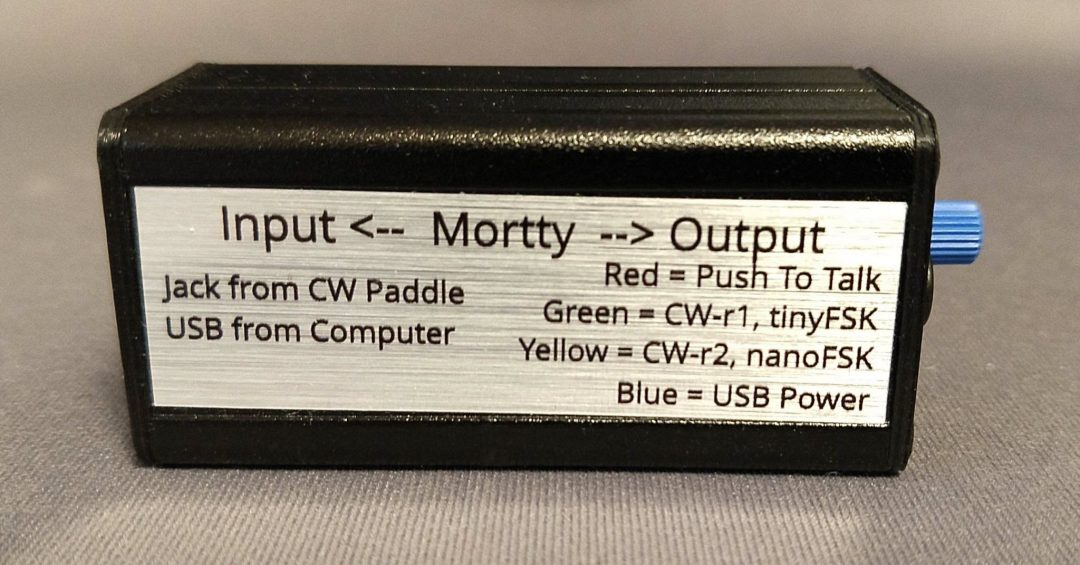 Input <-- Mortty --> Output
Jack from CW Paddle
USB from Computer
Red = Push To Talk
Green = CW-r1, tinyFSK
Yellow = CW-r2, nanoFSK
Blue = USB Power